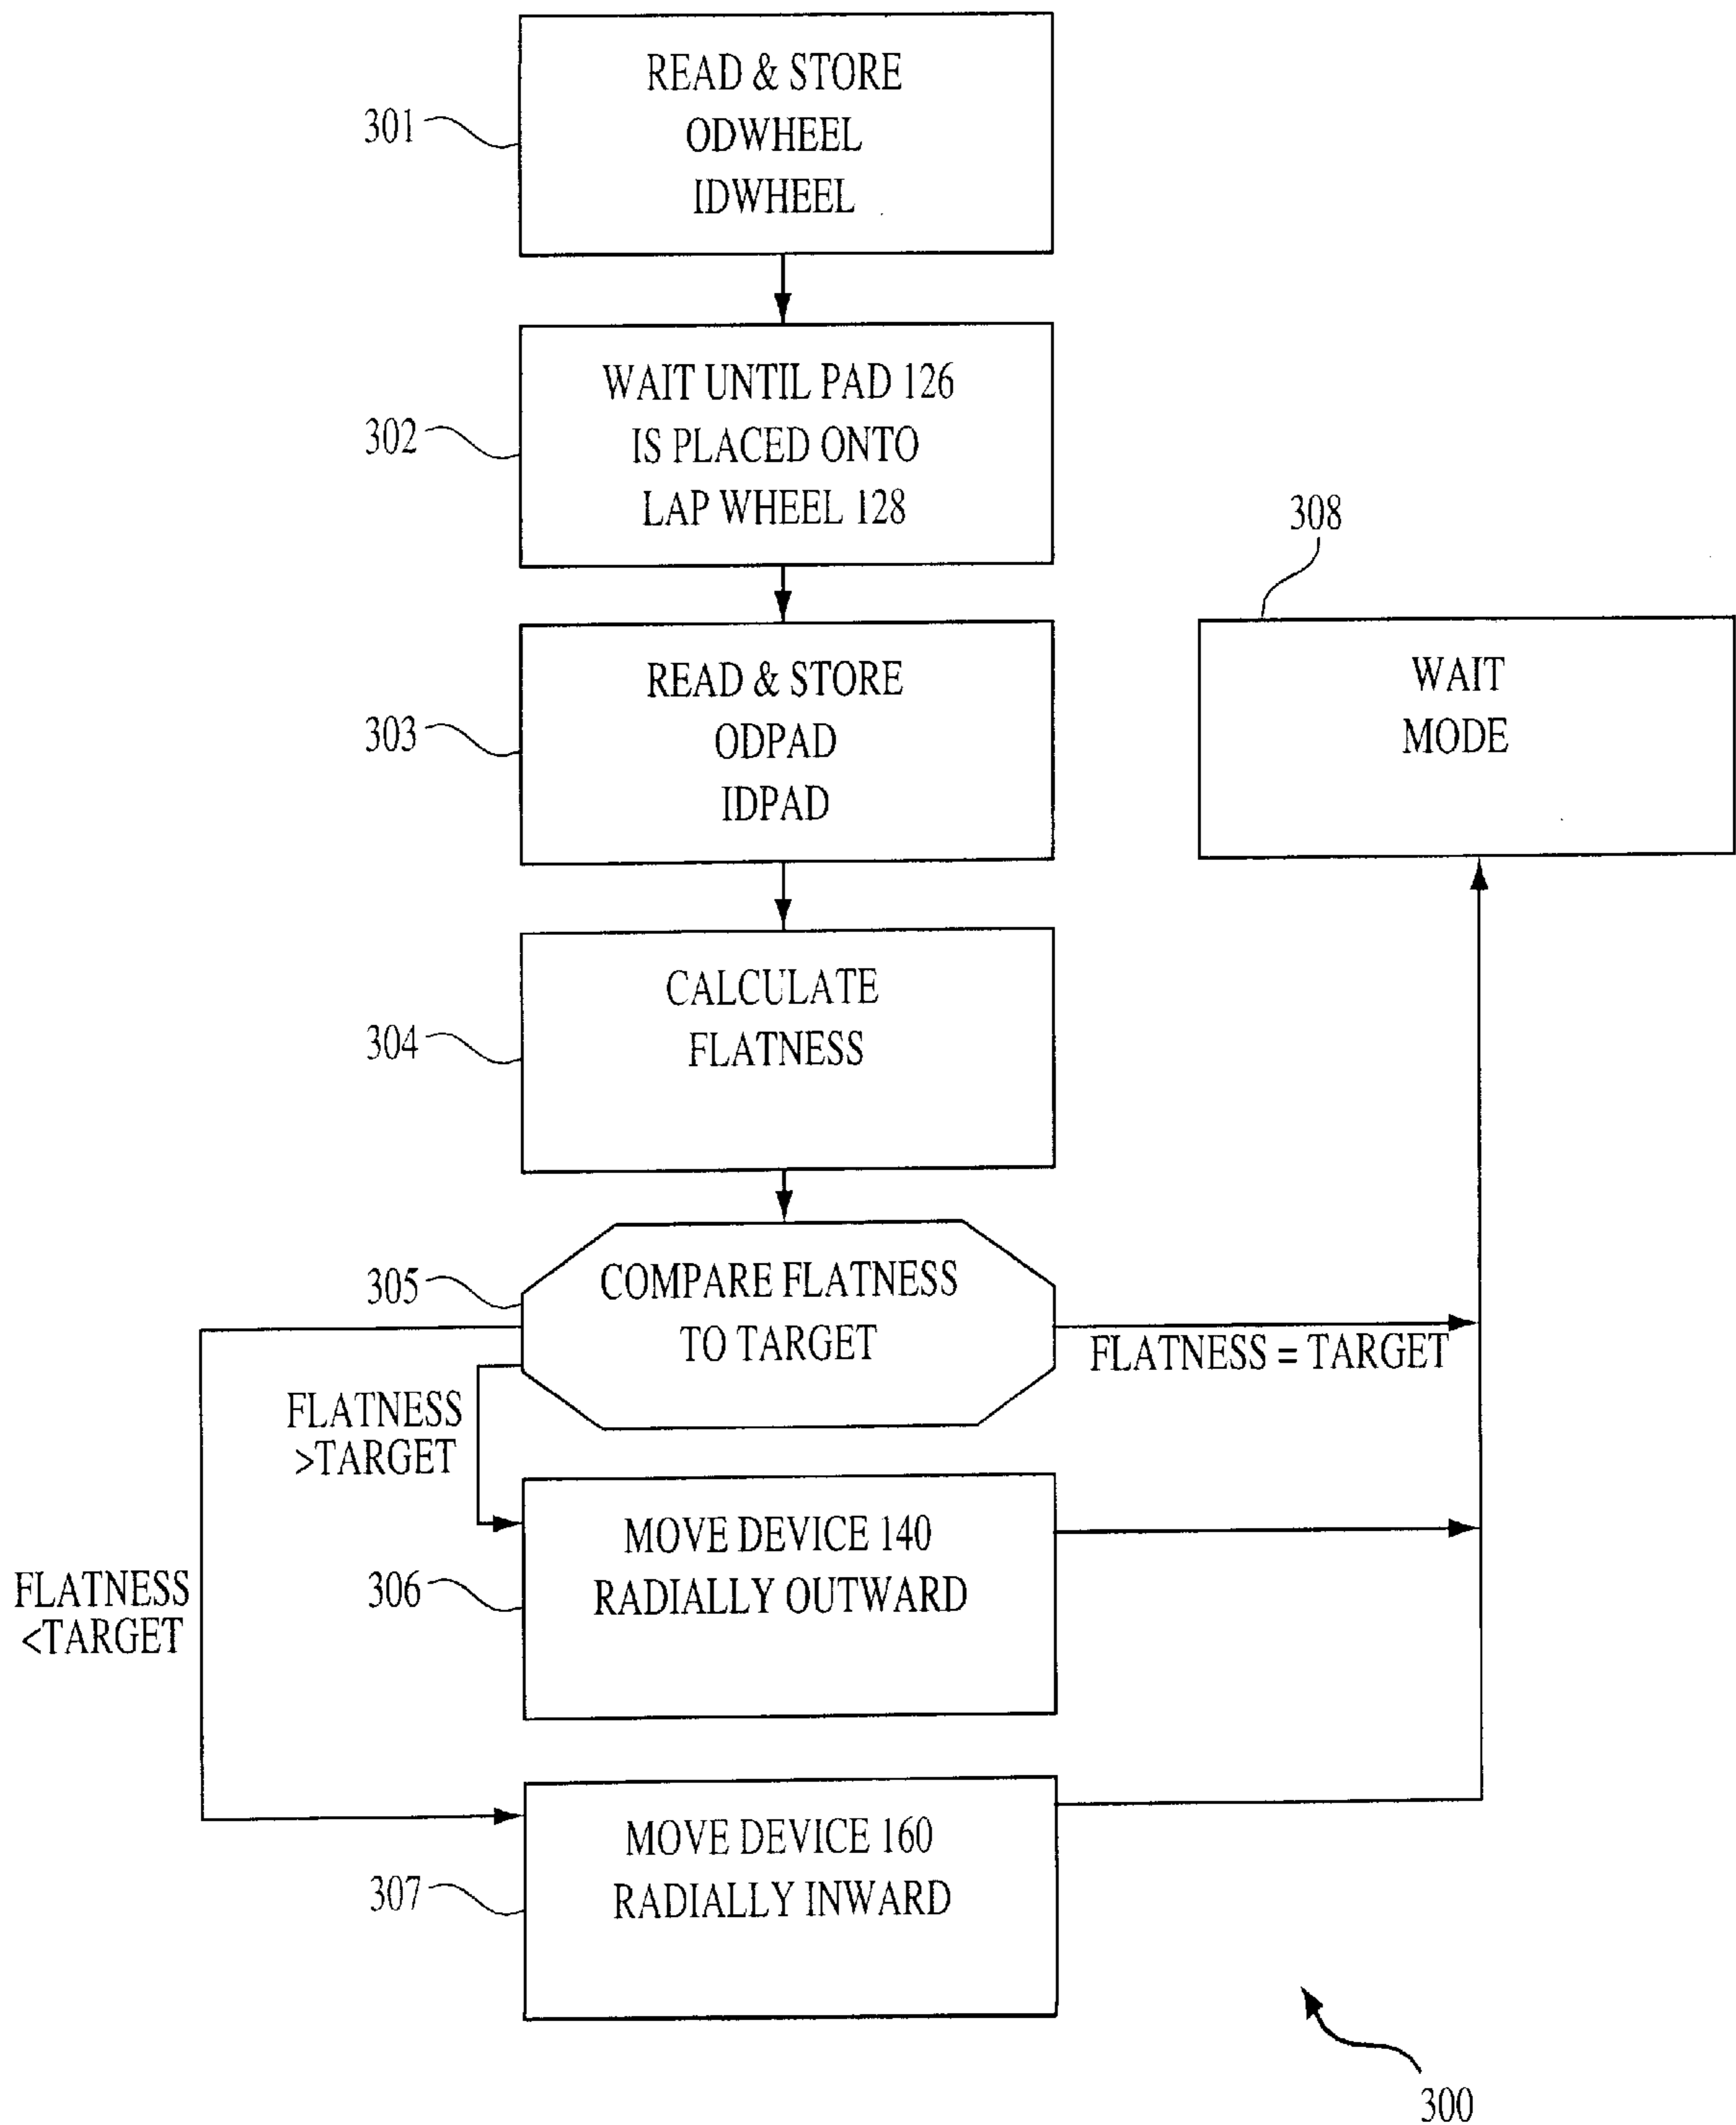 READ & STORE
ODWHEEL
IDWHEEL
301
WAIT UNTIL PAD 126
IS PLACED ONTO
LAP WHEEL 128
302
308
WAIT
MODE
READ & STORE
ODPAD
IDPAD
303
CALCULATE
FLATNESS
304
305
COMPARE FLATNESS
TO TARGET
FLATNESS = TARGET
FLATNESS
>TARGET
MOVE DEVICE 140
RADIALLY OUTWARD
306
FLATNESS
<TARGET
MOVE DEVICE 160
RADIALLY INWARD
307
300